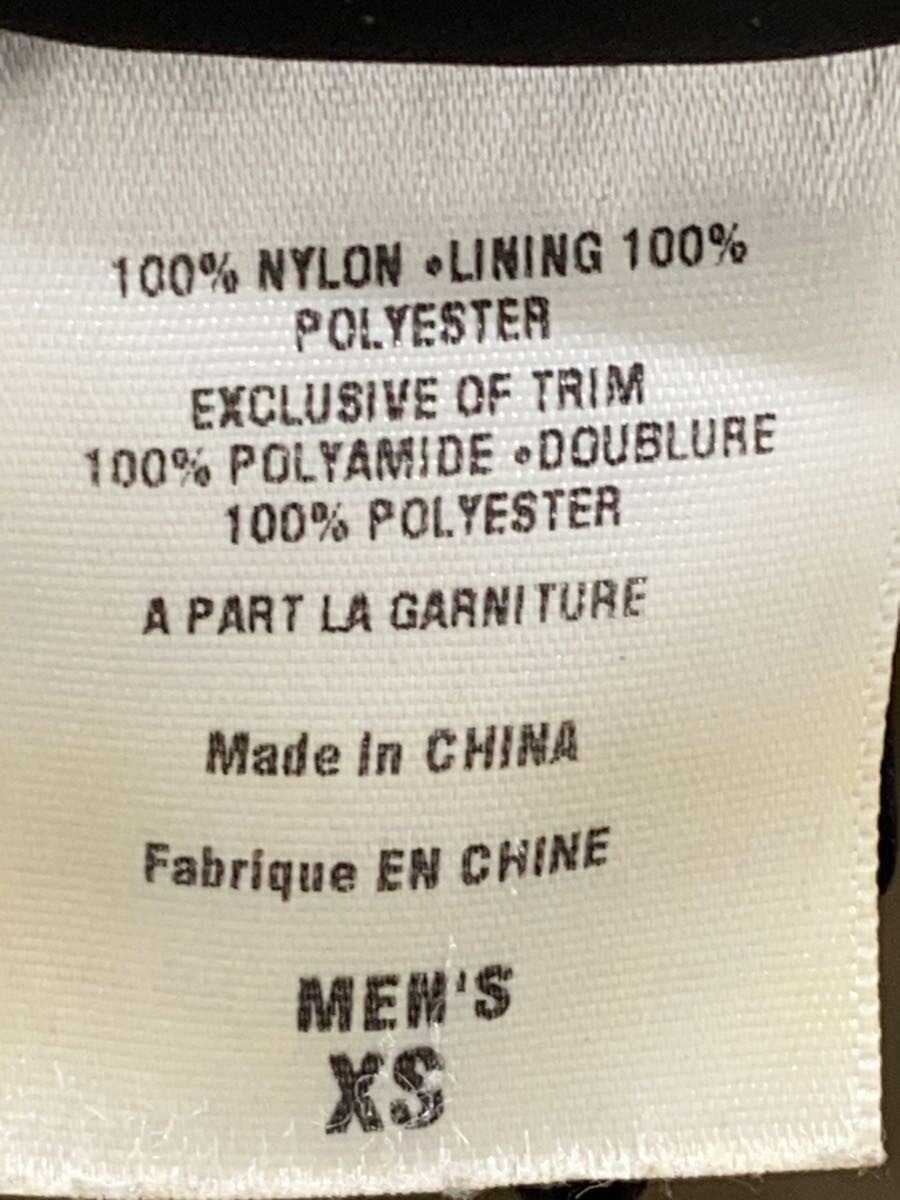 100% NYLON •LINING 100%
POLYESTER
EXCLUSIVE OF TRIM
100% POLYAMIDE •DOUBLURE
100% POLYESTER
A PART LA GARNITURE
Made In CHINA
Fabrique EN CHINE
MEN'S
XS